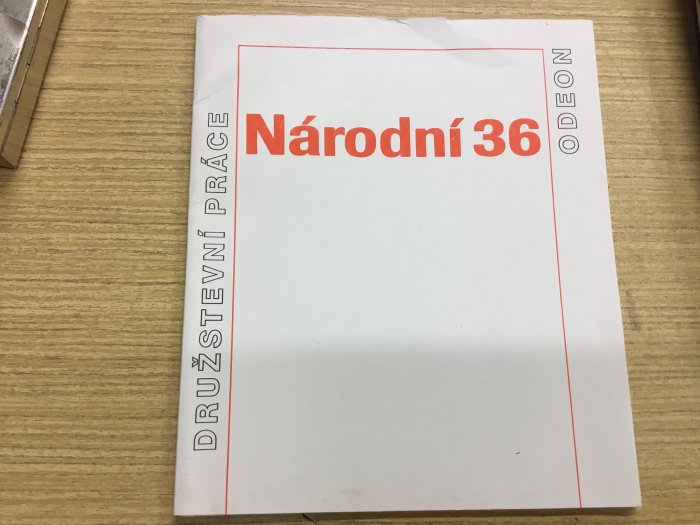 Národní 36
DRUŽSTEVNÍ PRÁCE
ODEON